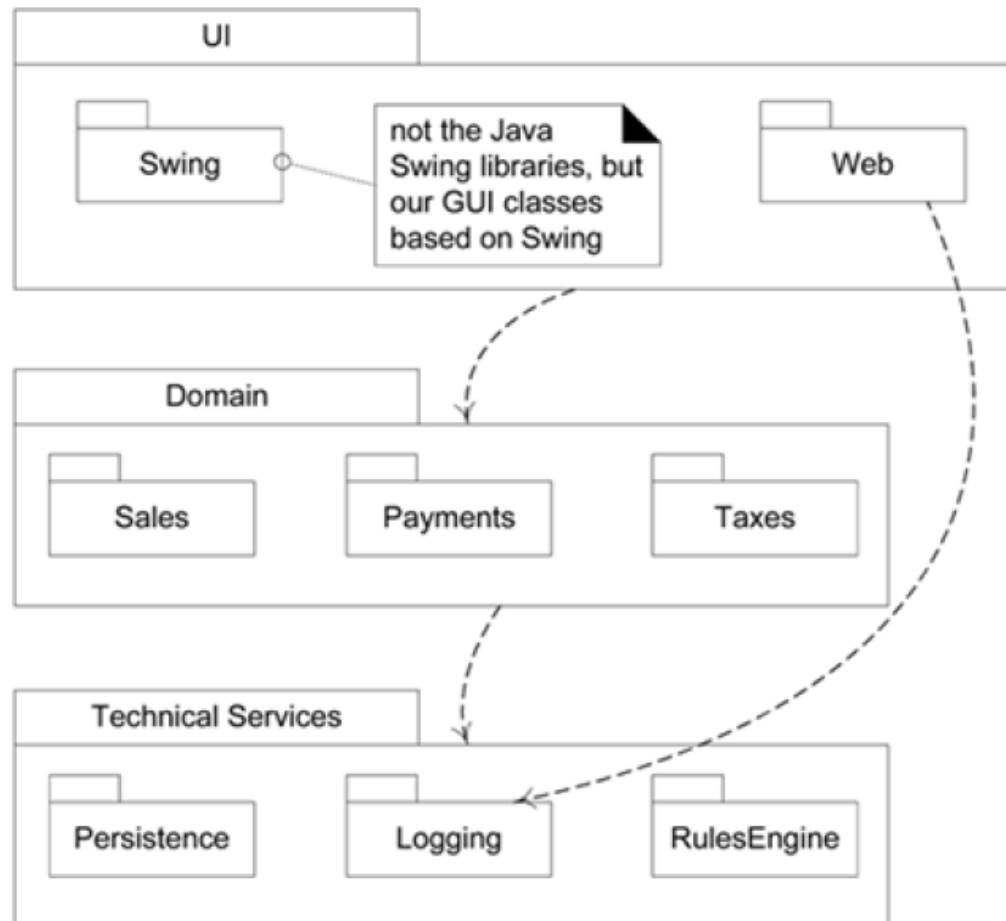 UI
Swing
not the Java
Swing libraries, but
our GUI classes
based on Swing
Web
Domain
Sales
Payments
Taxes
Technical Services
Persistence
Logging
RulesEngine